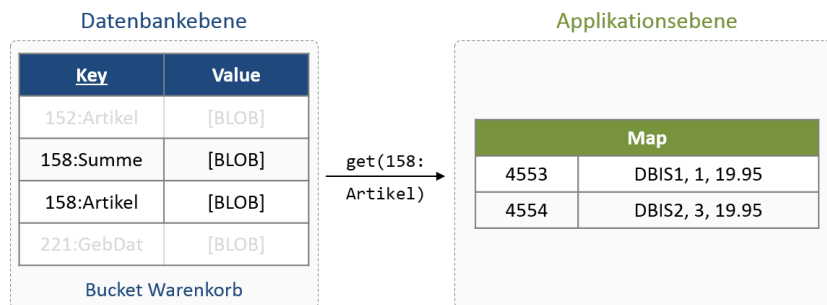 Datenbankebene
Applikationsebene
Key Value
152:Artikel [BLOB]
158:Summe [BLOB]
158:Artikel [BLOB]
221:GebDat [BLOB]
Bucket Warenkorb
get(158:
Artikel)
Map
4553 DBIS1, 1, 19.95
4554 DBIS2, 3, 19.95